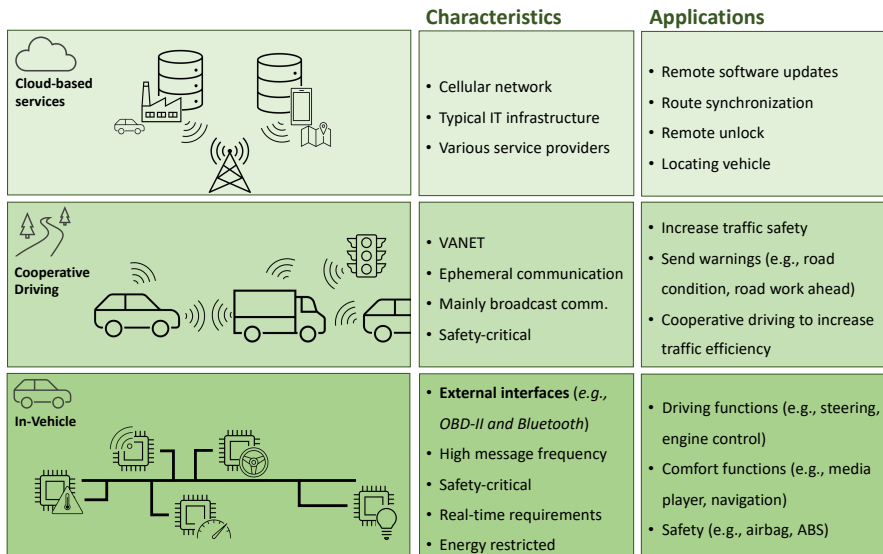 Characteristics
Applications
Cloud-based
services
• Cellular network
• Typical IT infrastructure
• Various service providers
• Remote software updates
• Route synchronization
• Remote unlock
• Locating vehicle
Cooperative
Driving
• VANET
• Ephemeral communication
• Mainly broadcast comm.
• Safety-critical
• Increase traffic safety
• Send warnings (e.g., road
condition, road work ahead)
• Cooperative driving to increase
traffic efficiency
In-Vehicle
• External interfaces (e.g.,
OBD-II and Bluetooth)
• High message frequency
• Safety-critical
• Real-time requirements
• Energy restricted
• Driving functions (e.g., steering,
engine control)
• Comfort functions (e.g., media
player, navigation)
• Safety (e.g., airbag, ABS)